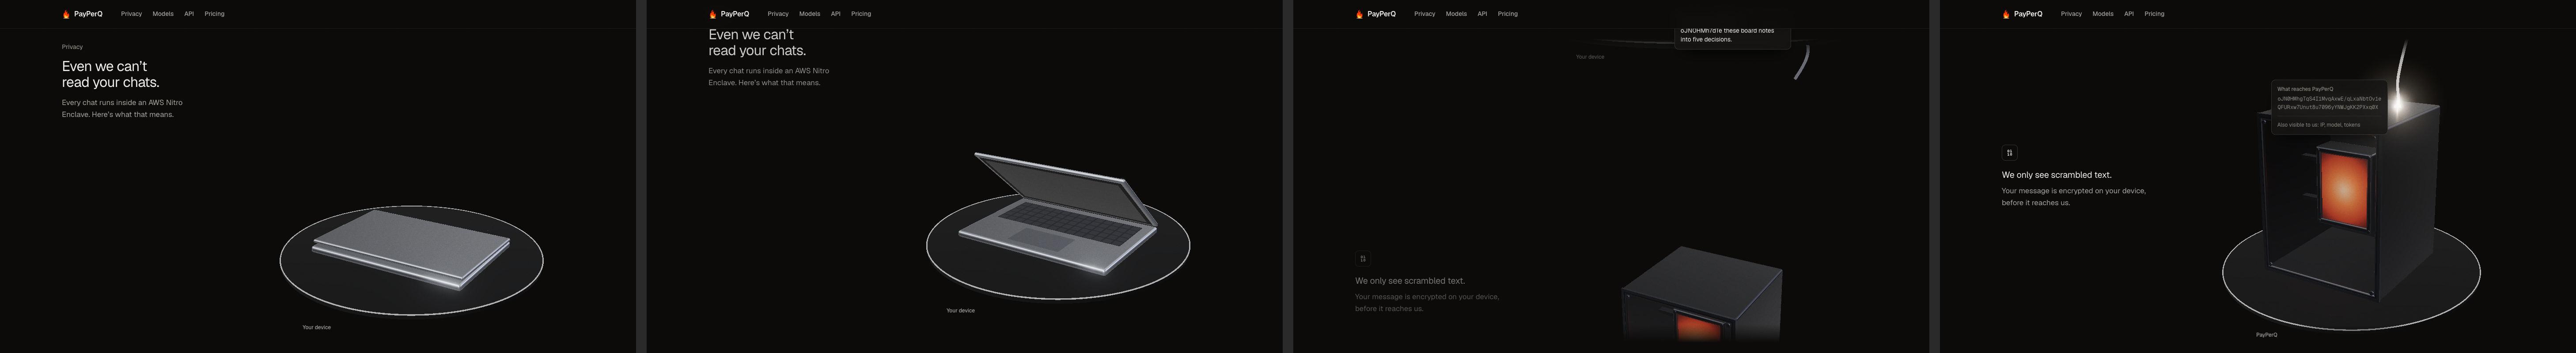 PayPerQ Privacy Models API Pricing
Privacy
Even we can't
read your chats.
Every chat runs inside an AWS Nitro
Enclave. Here's what that means.
Your device
PayPerQ Privacy Models API Pricing
Even we can't
read your chats.
Every chat runs inside an AWS Nitro
Enclave. Here's what that means.
Your device
PayPerQ Privacy Models API Pricing
these board notes
into five decisions.
Your device
We only see scrambled text.
Your message is encrypted on your device,
before it reaches us.
PayPerQ Privacy Models API Pricing
What reaches PayPerQ
Also visible to us: IP, model, tokens
We only see scrambled text.
Your message is encrypted on your device,
before it reaches us.
PayPerQ